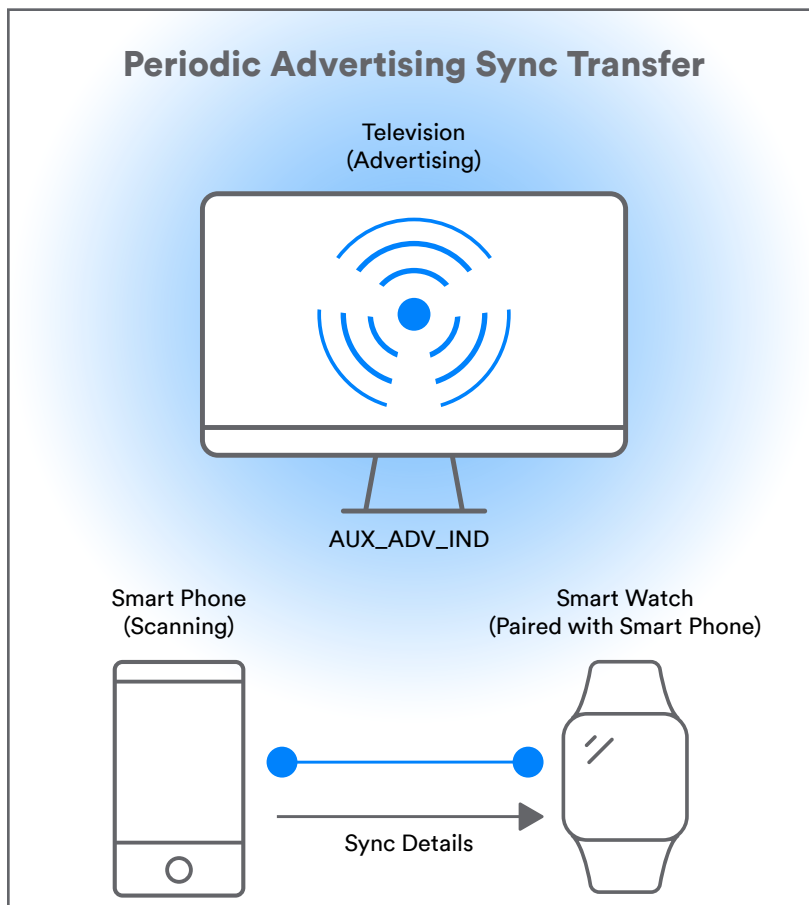 Periodic Advertising Sync Transfer
Television
(Advertising)
AUX_ADV_IND
Smart Phone
(Scanning)
Smart Watch
(Paired with Smart Phone)
Sync Details